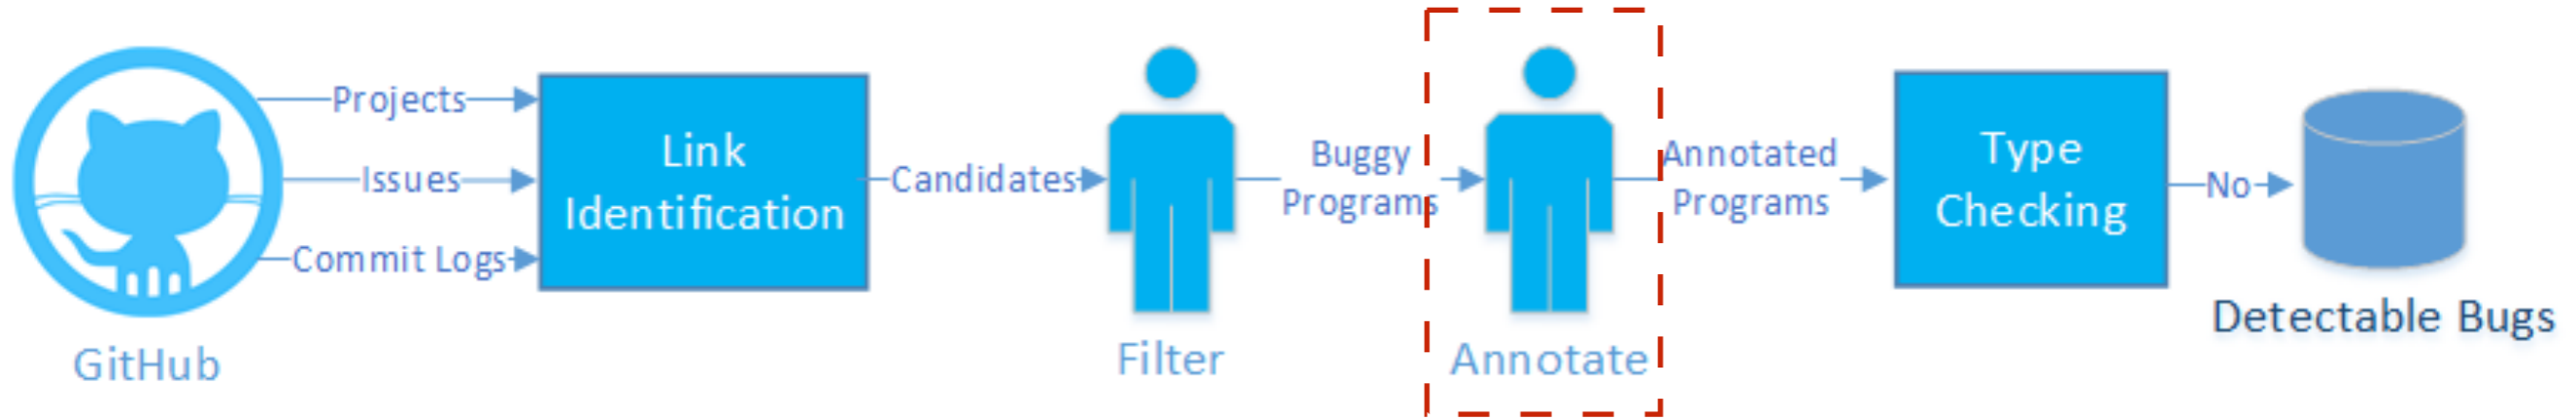 Projects
Issues
Commit Logs
GitHub
Link
Identification
Candidates
Filter
Buggy
Programs
Annotate
Annotated
Programs
Type
Checking
No
Detectable Bugs